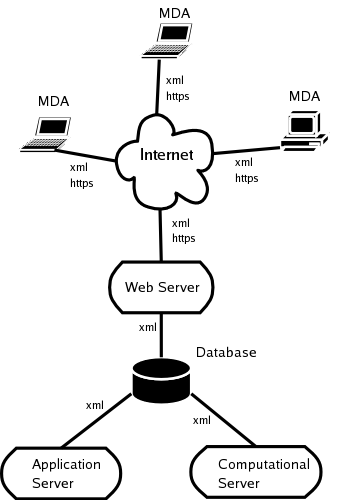 MDA
xml
https
MDA
MDA
Internet
xml
https
xml
https
xml
https
Web Server
xml
Database
xml
xml
Application
Server
Computational
Server